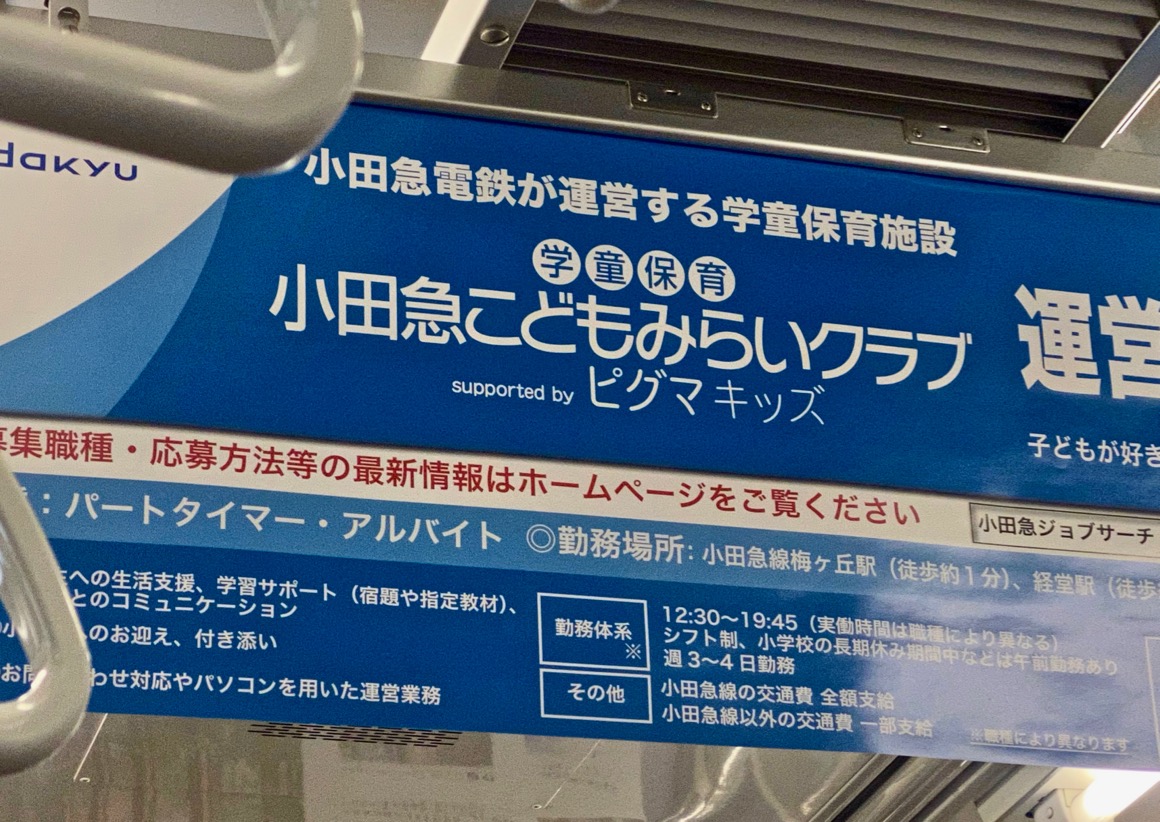 dakyu
小田急電鉄が運営する学童保育施設
学童保育
小田急こどもみらいクラブ
supported by ピグマキッズ
運営
子どもが好き
募集職種・応募方法等の最新情報はホームページをご覧ください
小田急ジョブサーチ
：パートタイマー・アルバイト ◎勤務場所：小田急線梅ヶ丘駅（徒歩約1分）、経堂駅（徒歩
への生活支援、学習サポート（宿題や指定教材）、
とのコミュニケーション
のお迎え、付き添い
わせ対応やパソコンを用いた運営業務
勤務体系
※
12:30〜19:45（実働時間は職種により異なる）
シフト制、小学校の長期休み期間中などは午前勤務あり
週3〜4日勤務
その他
小田急線の交通費 全額支給
小田急線以外の交通費 一部支給
※職種により異なります